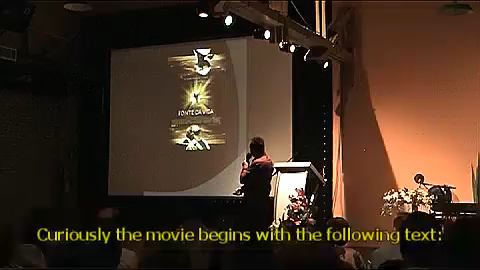 FONTE DA VIDA
Curiously the movie begins with the following text: